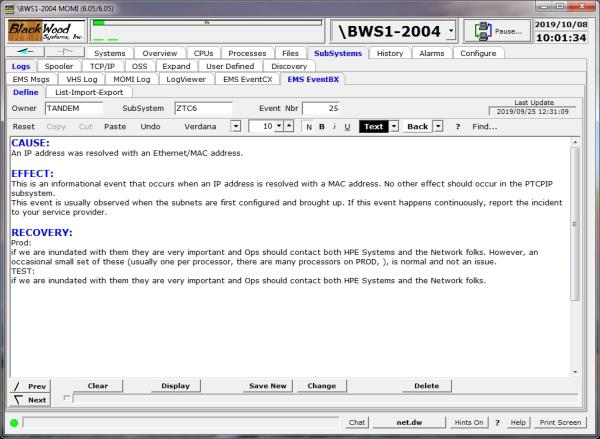 \BWS1-2004 MOMI (6.05/6.05)
BlackWood
Systems, Inc.
\BWS1-2004
Pause...
2019/10/08
10:01:34
Systems Overview CPUs Processes Files SubSystems History Alarms Configure
Logs Spooler TCP/IP OSS Expand User Defined Discovery
EMS Msgs VHS Log MOMI Log LogViewer EMS EventCX EMS EventBX
Define List-Import-Export
Owner TANDEM SubSystem ZTC6 Event Nbr 25
Last Update
2019/09/25 12:31:09
Reset Copy Cut Paste Undo Verdana 10 N B i U Text Back ? Find...
CAUSE:
An IP address was resolved with an Ethernet/MAC address.
EFFECT:
This is an informational event that occurs when an IP address is resolved with a MAC address. No other effect should occur in the PTCPIP
subsystem.
This event is usually observed when the subnets are first configured and brought up. If this event happens continuously, report the incident
to your service provider.
RECOVERY:
Prod:
if we are inundated with them they are very important and Ops should contact both HPE Systems and the Network folks. However, an
occasional small set of these (usually one per processor, there are many processors on PROD, ), is normal and not an issue.
TEST:
if we are inundated with them they are very important and Ops should contact both HPE Systems and the Network folks.
Prev Clear Display Save New Change Delete
Next
Chat net.dw Hints On ? Help Print Screen